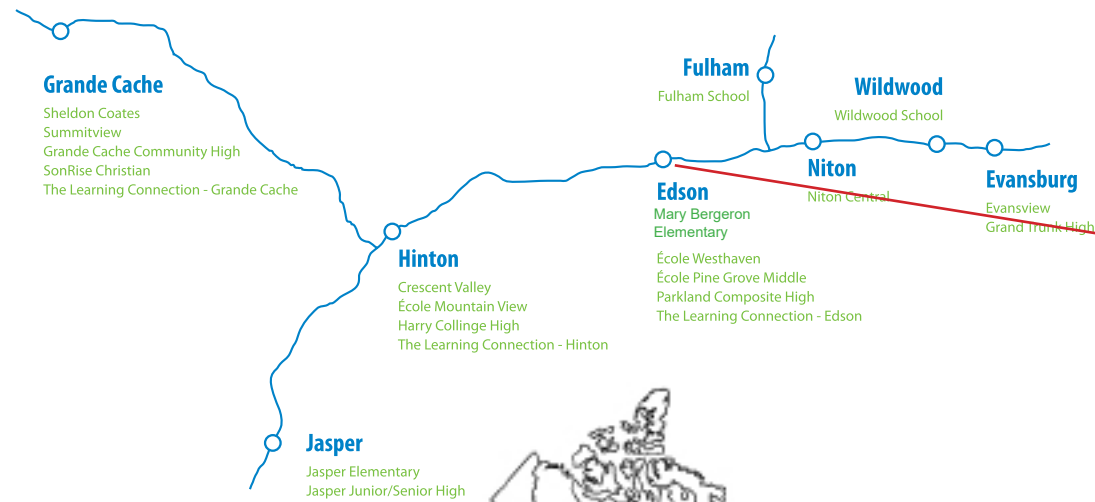 Grande Cache
Sheldon Coates
Summitview
Grande Cache Community High
SonRise Christian
The Learning Connection - Grande Cache
Fulham
Fulham School
Wildwood
Wildwood School
Niton
Niton Central
Evansburg
Evansview
Grand Trunk High
Edson
Mary Bergeron
Elementary
École Westhaven
École Pine Grove Middle
Parkland Composite High
The Learning Connection - Edson
Hinton
Crescent Valley
École Mountain View
Harry Collinge High
The Learning Connection - Hinton
Jasper
Jasper Elementary
Jasper Junior/Senior High